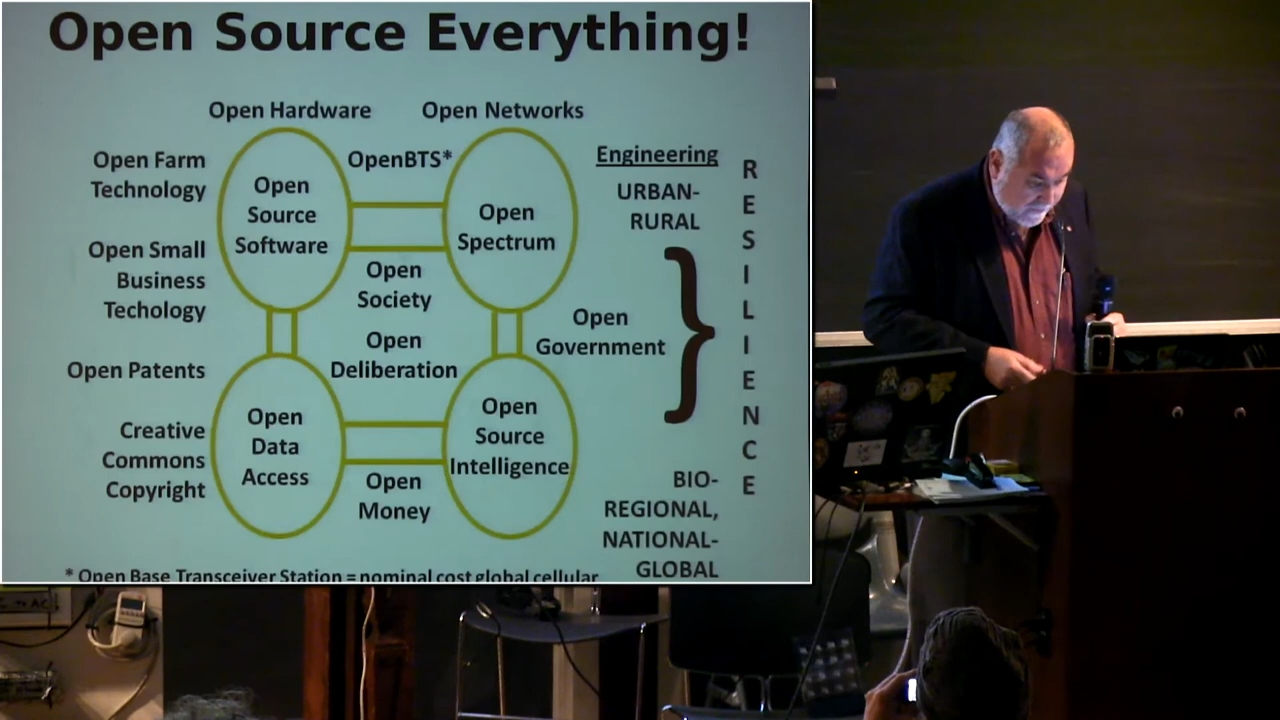 Open Source Everything!
Open Hardware
Open Networks
Open Farm
Technology
OpenBTS*
Engineering
URBAN-
RURAL
Open
Source
Software
Open
Spectrum
Open Small
Business
Techology
Open
Society
Open
Deliberation
Open
Government
Open Patents
Creative
Commons
Copyright
Open
Data
Access
Open
Source
Intelligence
Open
Money
BIO-
REGIONAL,
NATIONAL-
GLOBAL
R
E
S
I
L
I
E
N
C
E
* Open Base Transceiver Station = nominal cost global cellular